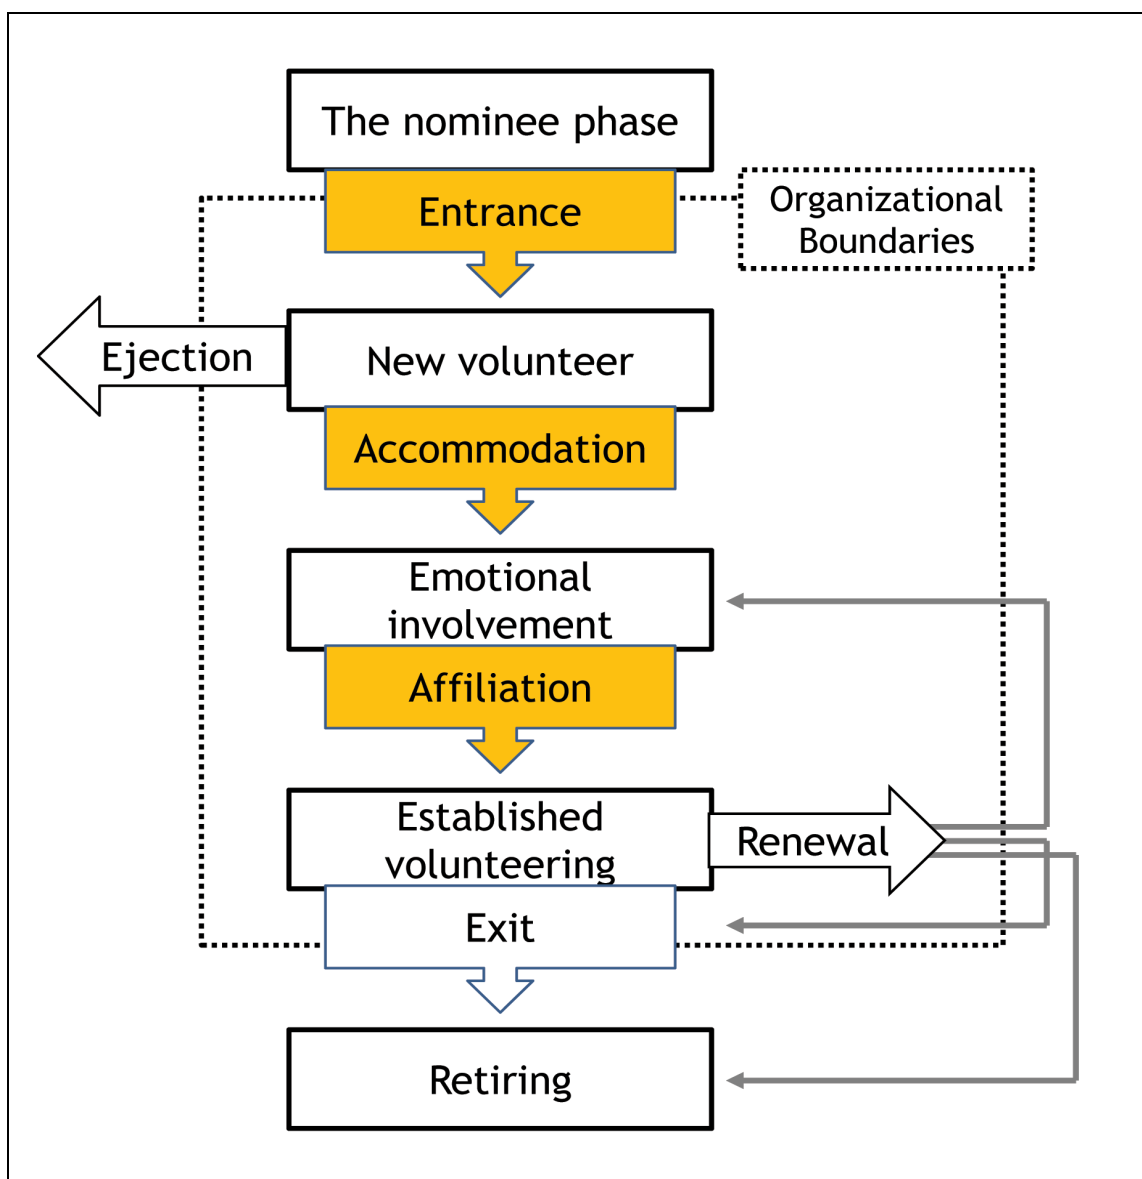 The nominee phase
Entrance
Organizational
Boundaries
Ejection
New volunteer
Accommodation
Emotional
involvement
Affiliation
Established
volunteering
Renewal
Exit
Retiring